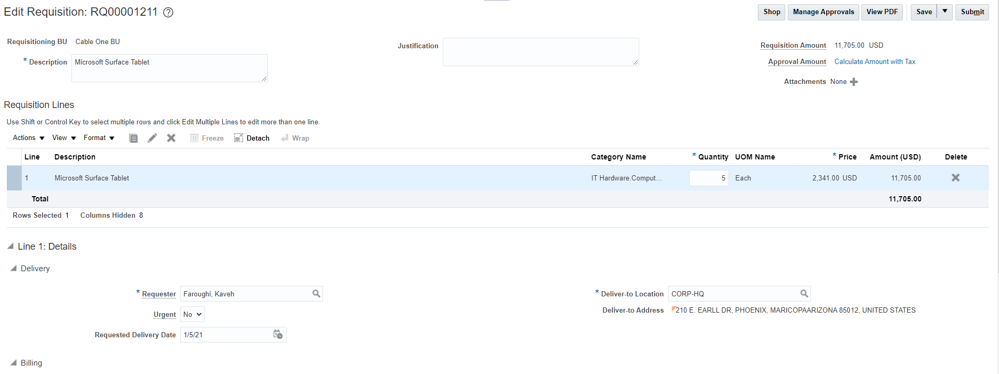 Edit Requisition: RQ00001211 ?
Shop Manage Approvals View PDF Save Submit
Requisitioning BU Cable One BU
* Description Microsoft Surface Tablet
Justification
Requisition Amount 11,705.00 USD
Approval Amount Calculate Amount with Tax
Attachments None
Requisition Lines
Use Shift or Control Key to select multiple rows and click Edit Multiple Lines to edit more than one line.
Actions View Format Freeze Detach Wrap
Line Description Category Name * Quantity UOM Name * Price Amount (USD) Delete
1 Microsoft Surface Tablet IT Hardware.Comput... 5 Each 2,341.00 USD 11,705.00
Total 11,705.00
Rows Selected 1 Columns Hidden 8
Line 1: Details
Delivery
* Requester Faroughi, Kaveh
Urgent No
Requested Delivery Date 1/5/21
* Deliver-to Location CORP-HQ
Deliver-to Address 210 E. EARLL DR, PHOENIX, MARICOPAARIZONA 85012, UNITED STATES
Billing